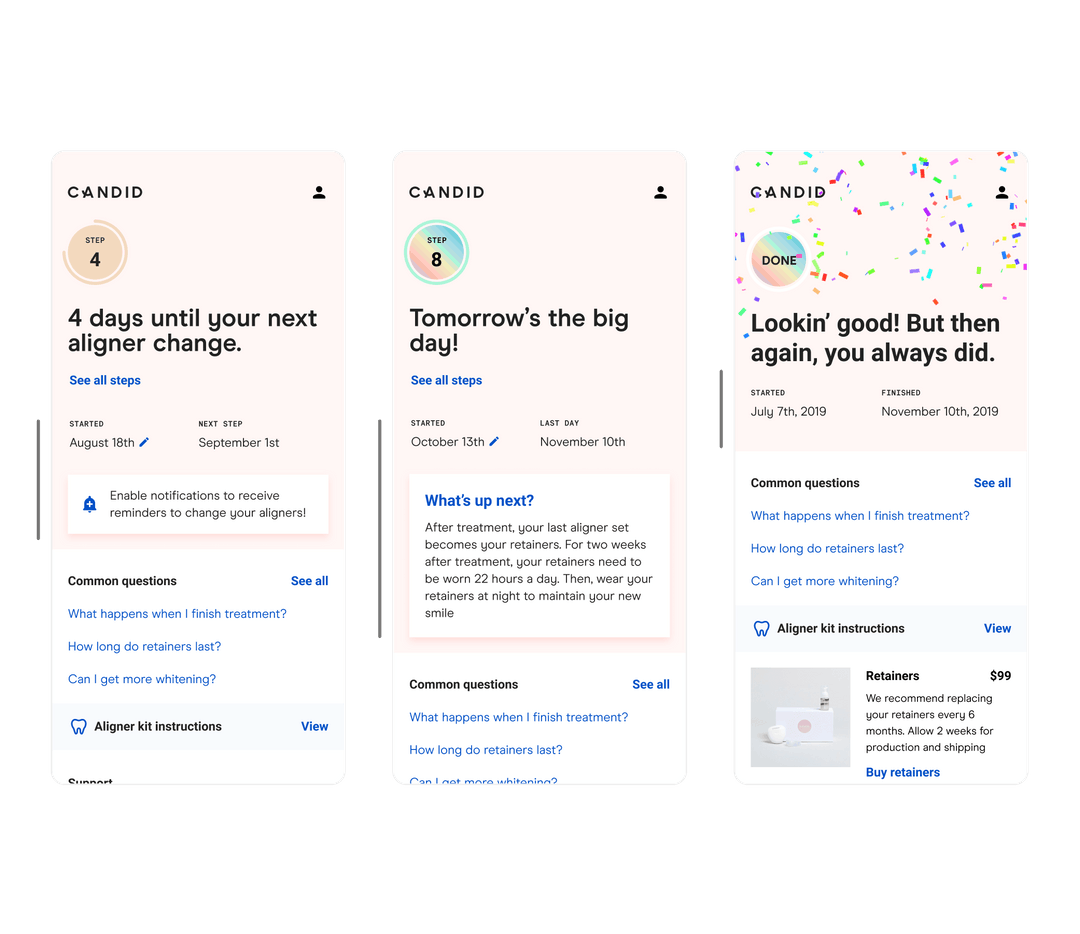 CANDID
STEP
4
4 days until your next
aligner change.
See all steps
STARTED
NEXT STEP
August 18th
September 1st
Enable notifications to receive
reminders to change your aligners!
Common questions
See all
What happens when I finish treatment?
How long do retainers last?
Can I get more whitening?
Aligner kit instructions
View
Support
CANDID
STEP
8
Tomorrow’s the big
day!
See all steps
STARTED
LAST DAY
October 13th
November 10th
What’s up next?
After treatment, your last aligner set
becomes your retainers. For two weeks
after treatment, your retainers need to
be worn 22 hours a day. Then, wear your
retainers at night to maintain your new
smile
Common questions
See all
What happens when I finish treatment?
How long do retainers last?
Can I get more whitening?
CANDID
DONE
Lookin’ good! But then
again, you always did.
STARTED
FINISHED
July 7th, 2019
November 10th, 2019
Common questions
See all
What happens when I finish treatment?
How long do retainers last?
Can I get more whitening?
Aligner kit instructions
View
Retainers
$99
We recommend replacing
your retainers every 6
months. Allow 2 weeks for
production and shipping
Buy retainers